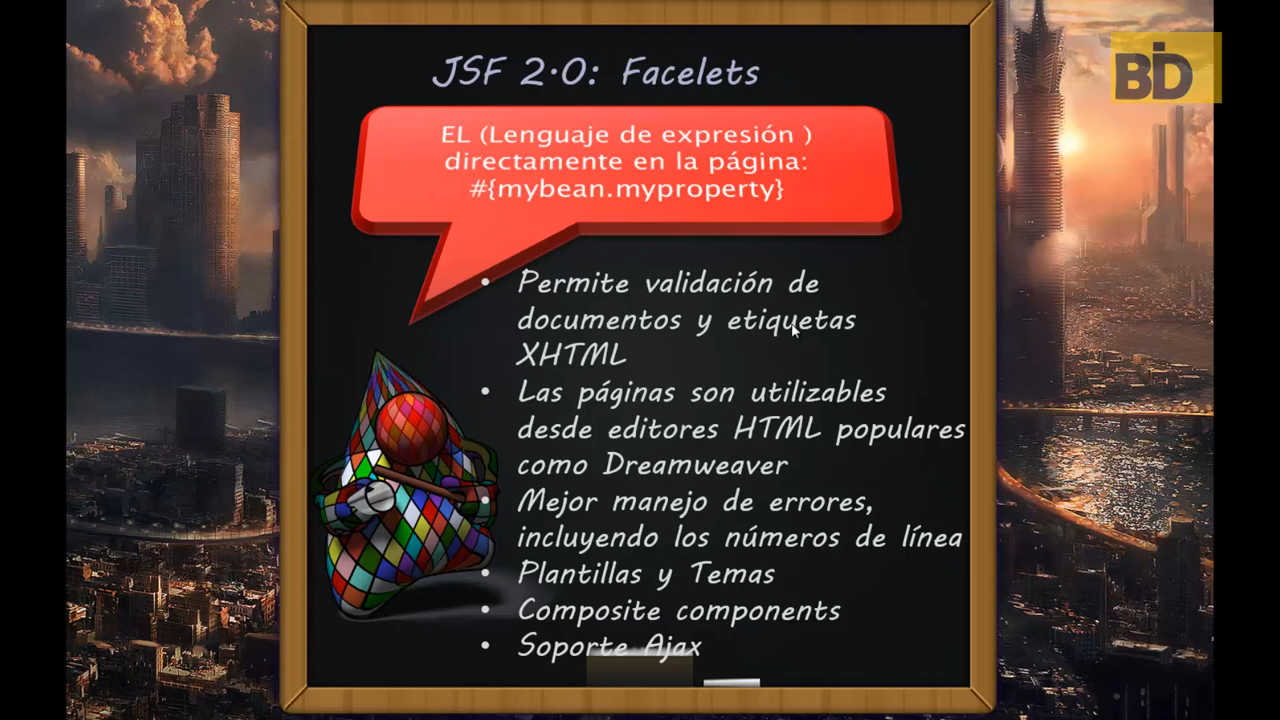 JSF 2.0: Facelets
BID
EL (Lenguaje de expresión )
directamente en la página:
#{mybean.myproperty}
• Permite validación de
documentos y etiquetas
XHTML
• Las páginas son utilizables
desde editores HTML populares
como Dreamweaver
• Mejor manejo de errores,
incluyendo los números de línea
• Plantillas y Temas
• Composite components
• Soporte Ajax